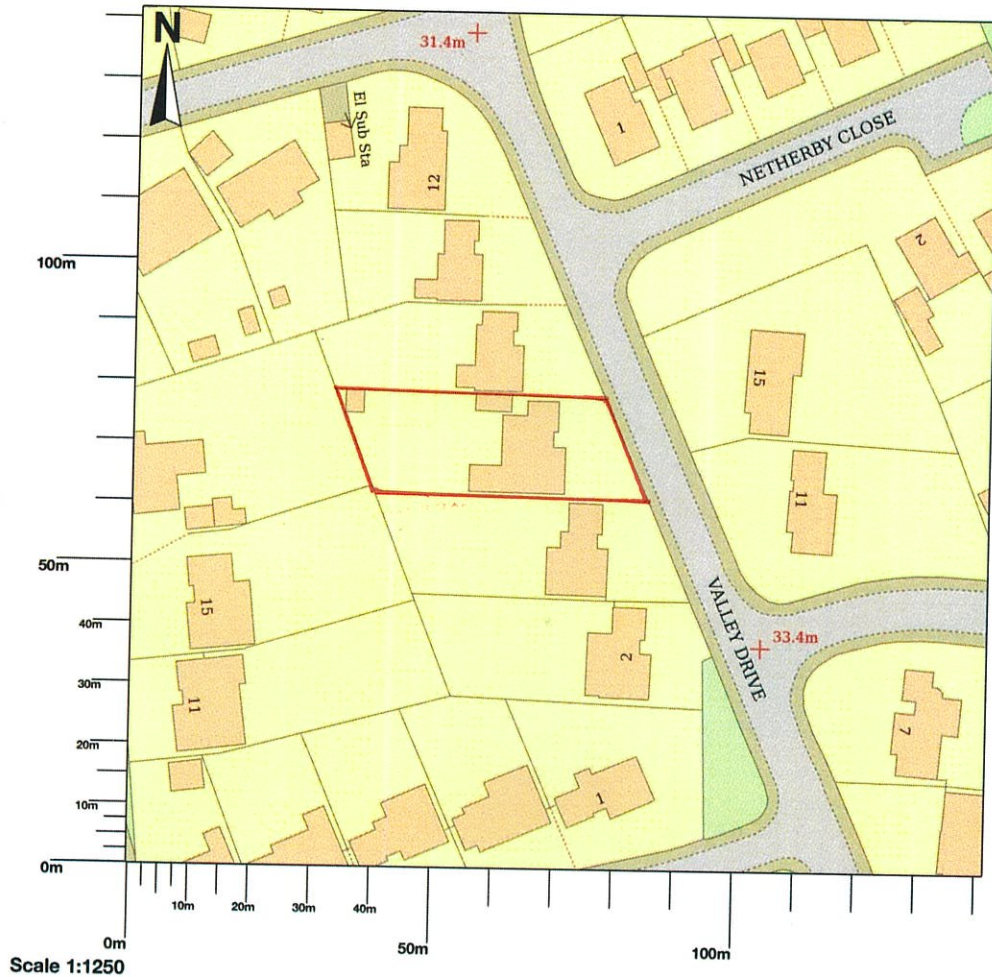 N
31.4m
El Sub Sta
1
NETHERBY CLOSE
12
2
100m
15
11
50m
15
VALLEY DRIVE
40m
33.4m
2
30m
11
7
20m
1
10m
0m
10m
20m
30m
40m
0m
50m
100m
Scale 1:1250